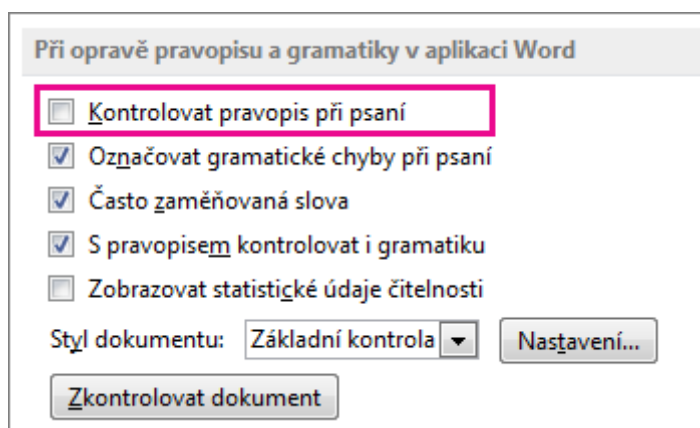 Při opravě pravopisu a gramatiky v aplikaci Word
Kontrolovat pravopis při psaní
Označovat gramatické chyby při psaní
Často zaměňovaná slova
S pravopisem kontrolovat i gramatiku
Zobrazovat statistické údaje čitelnosti
Styl dokumentu: Základní kontrola Nastavení...
Zkontrolovat dokument